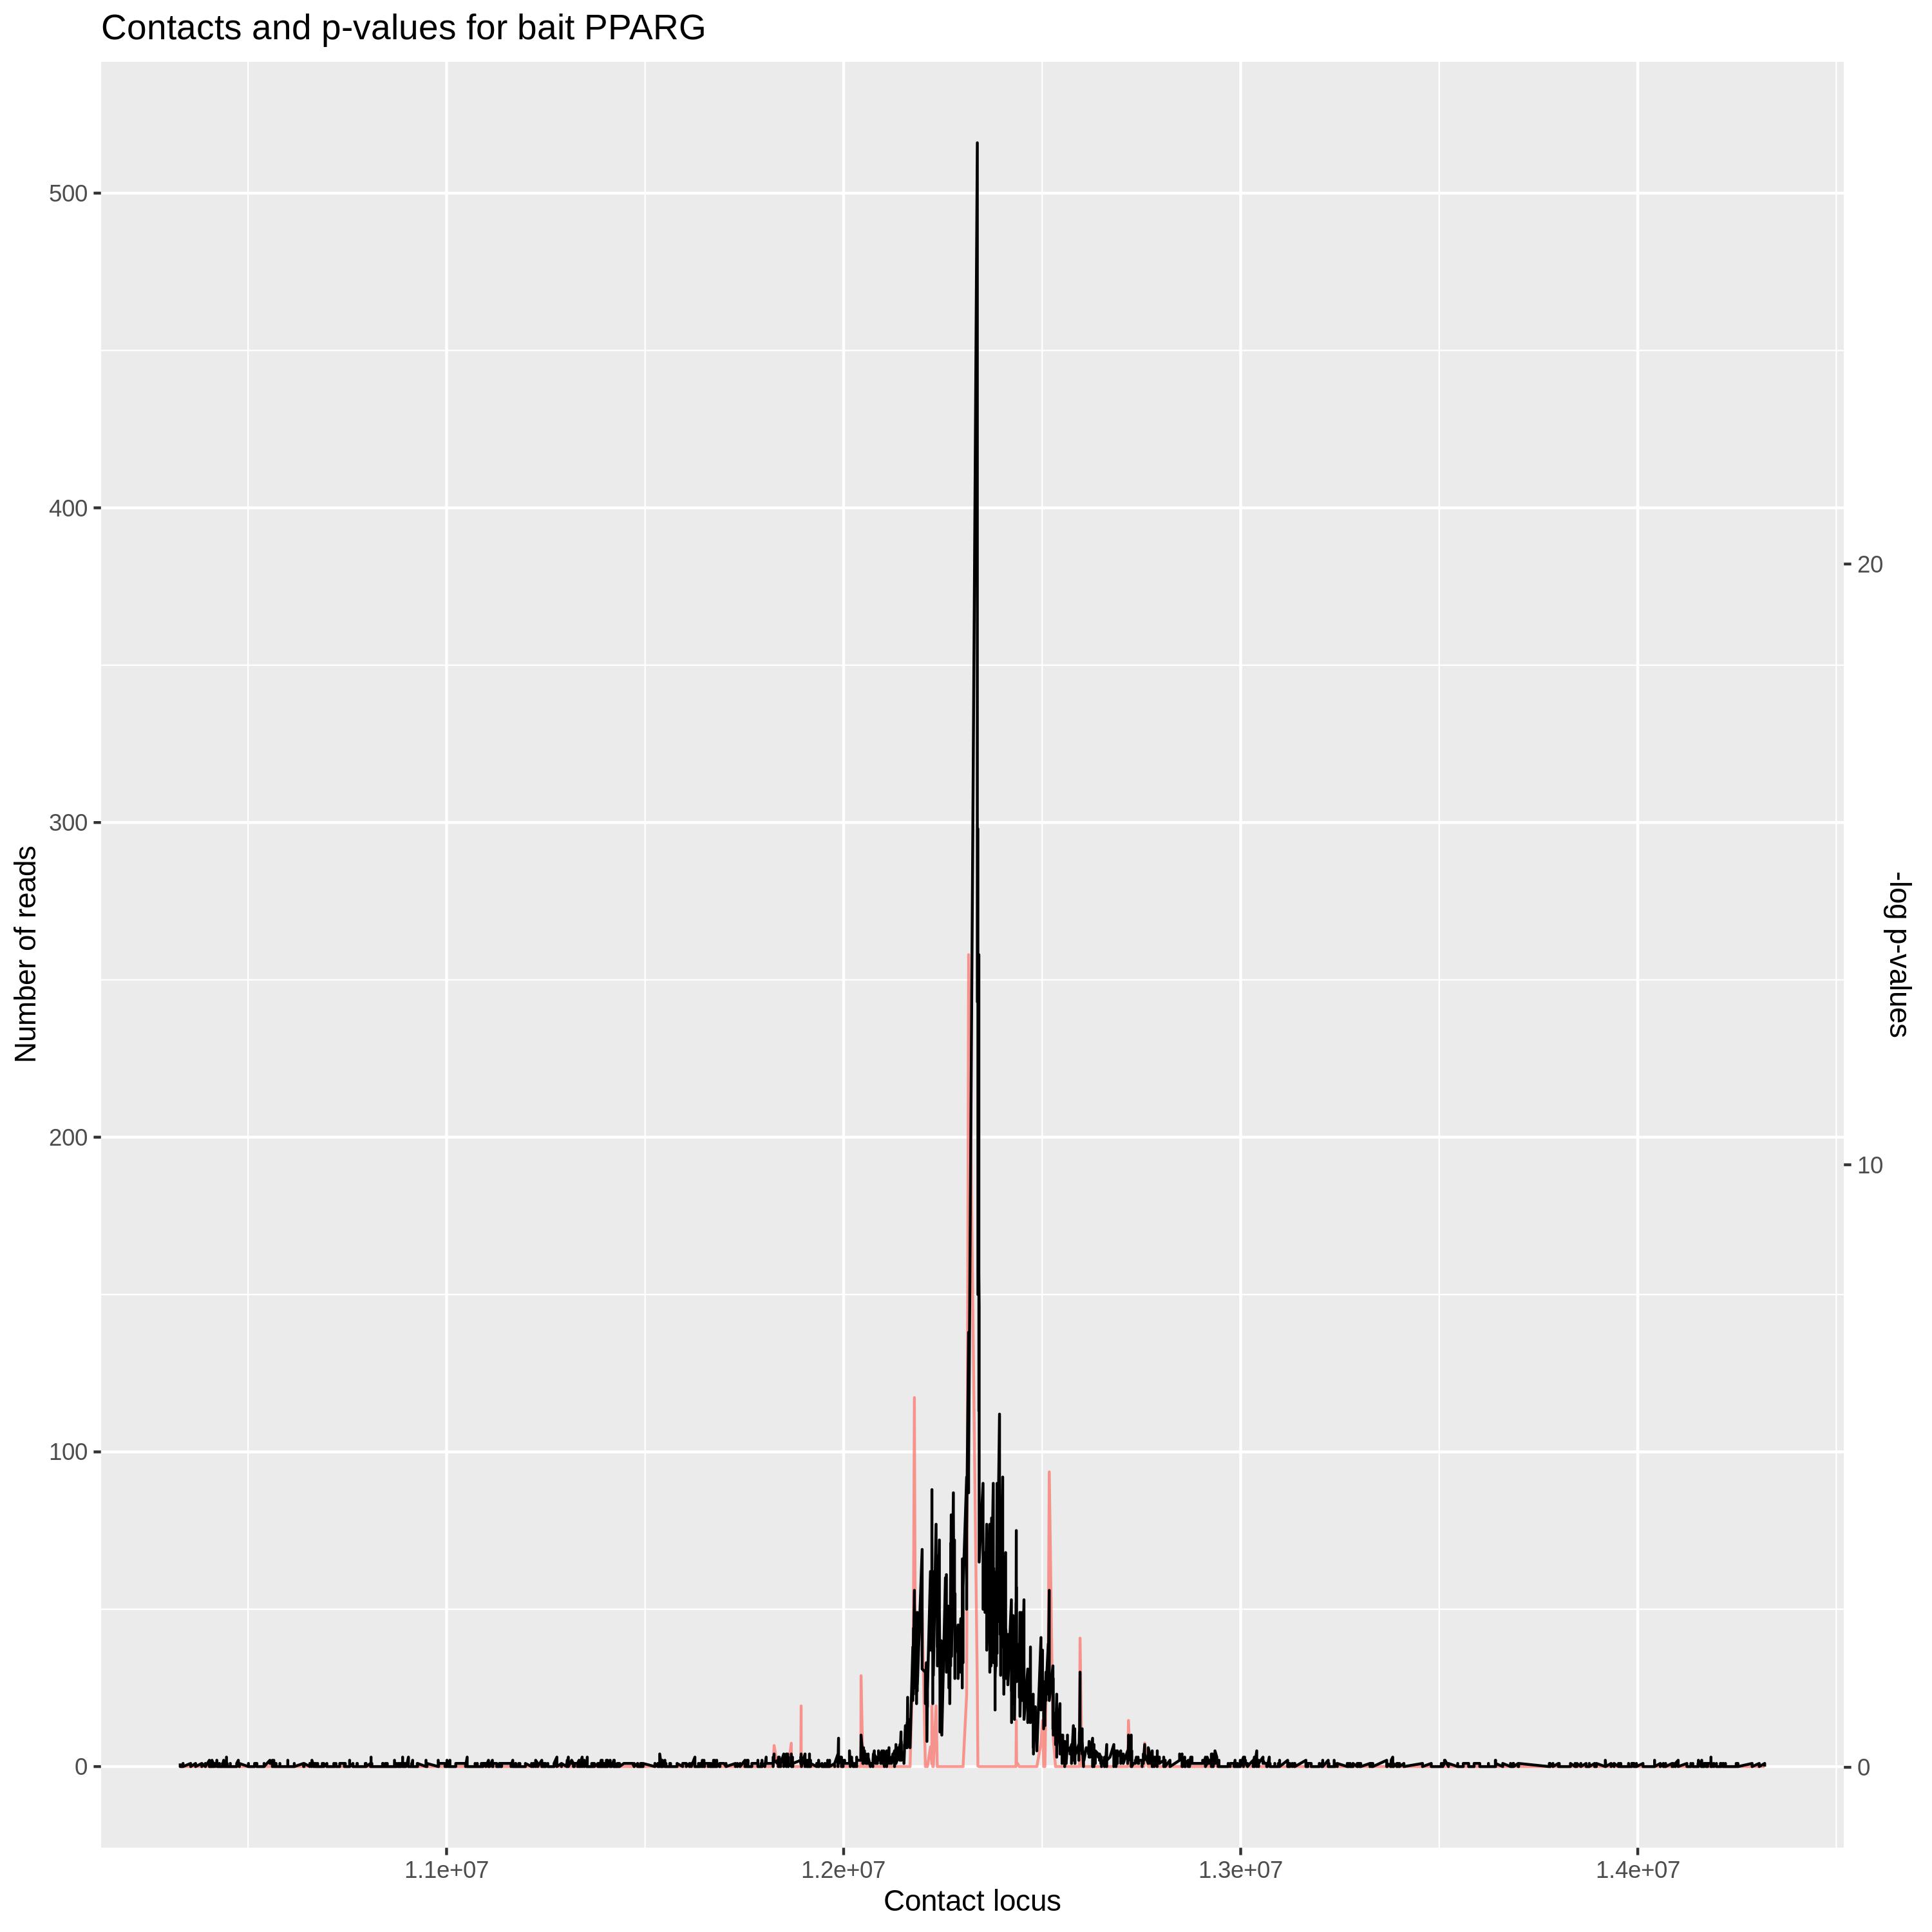 Contacts and p-values for bait PPARG
500
400
300
200
100
0
Number of reads
20
10
0
-log p-values
1.1e+07
1.2e+07
1.3e+07
1.4e+07
Contact locus